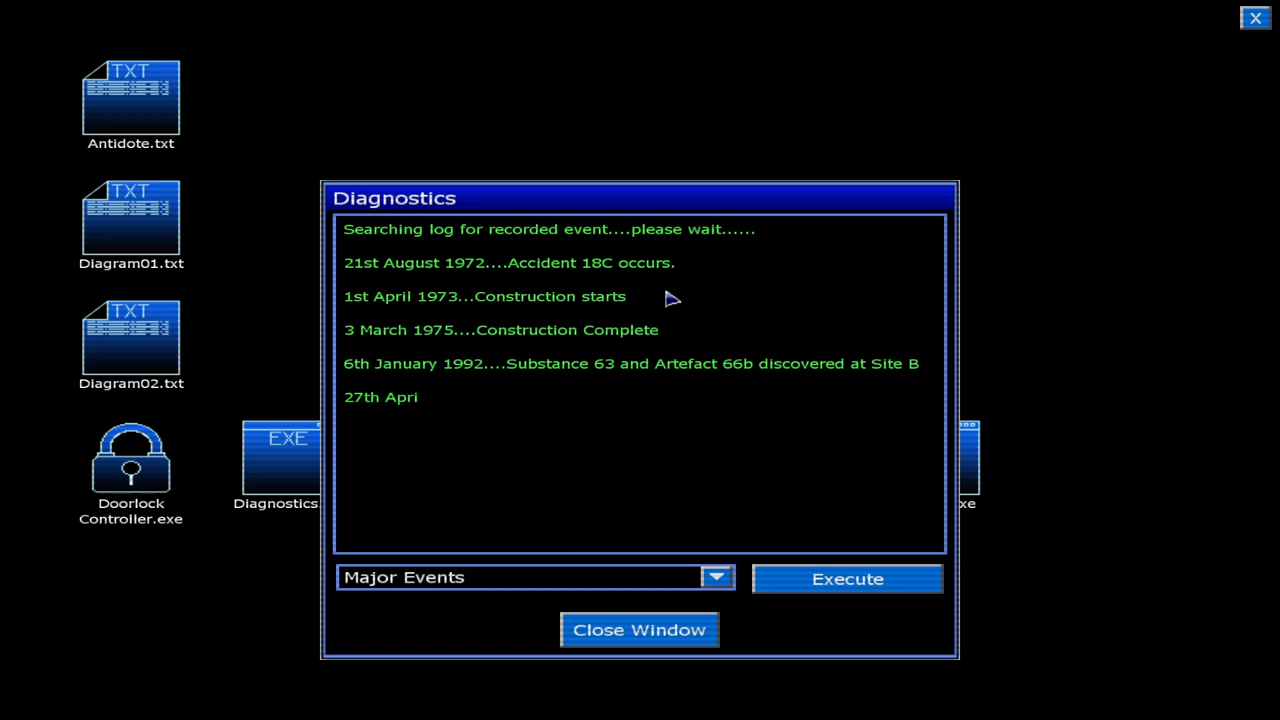 X
TXT
Antidote.txt
TXT
Diagram01.txt
TXT
Diagram02.txt
Doorlock
Controller.exe
EXE
Diagnostics.
xe
Diagnostics
Searching log for recorded event....please wait......
21st August 1972....Accident 18C occurs.
1st April 1973...Construction starts
3 March 1975....Construction Complete
6th January 1992....Substance 63 and Artefact 66b discovered at Site B
27th Apri
Major Events
Execute
Close Window